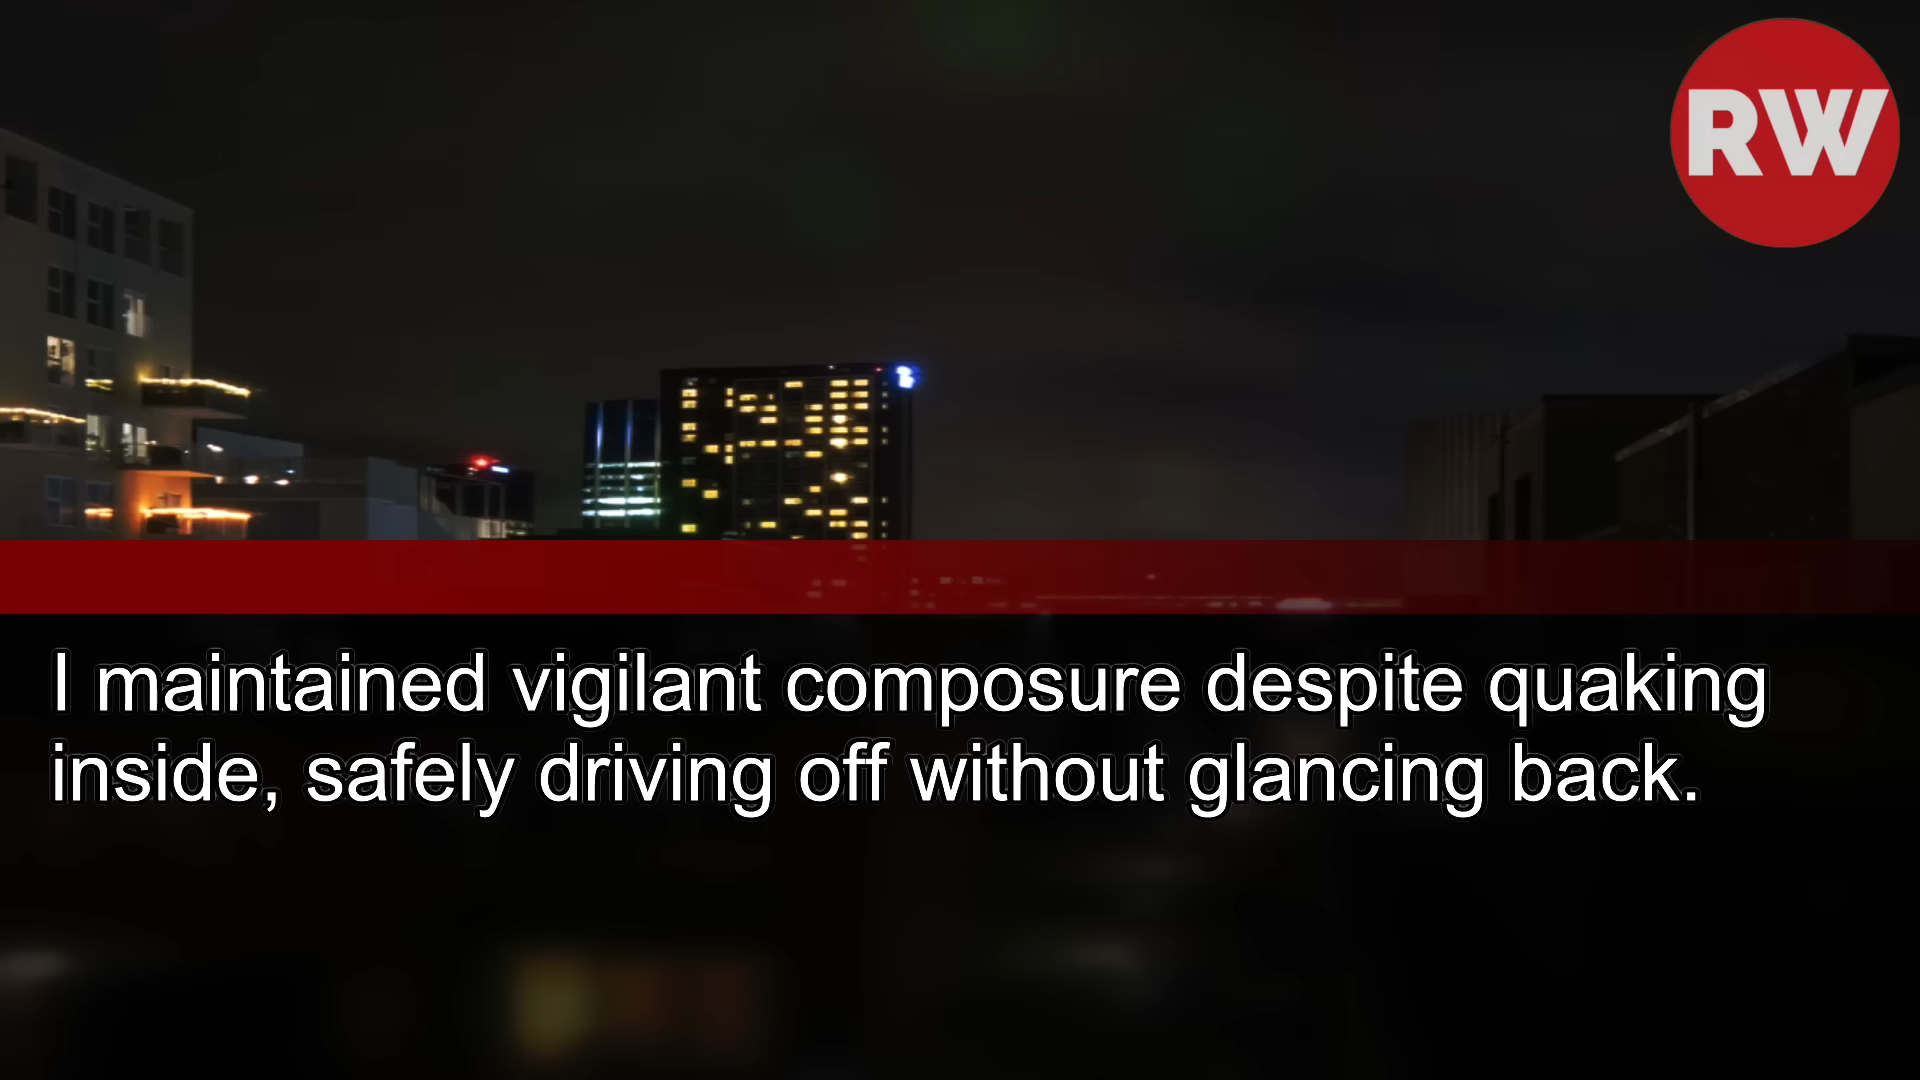 RW
I maintained vigilant composure despite quaking
inside, safely driving off without glancing back.